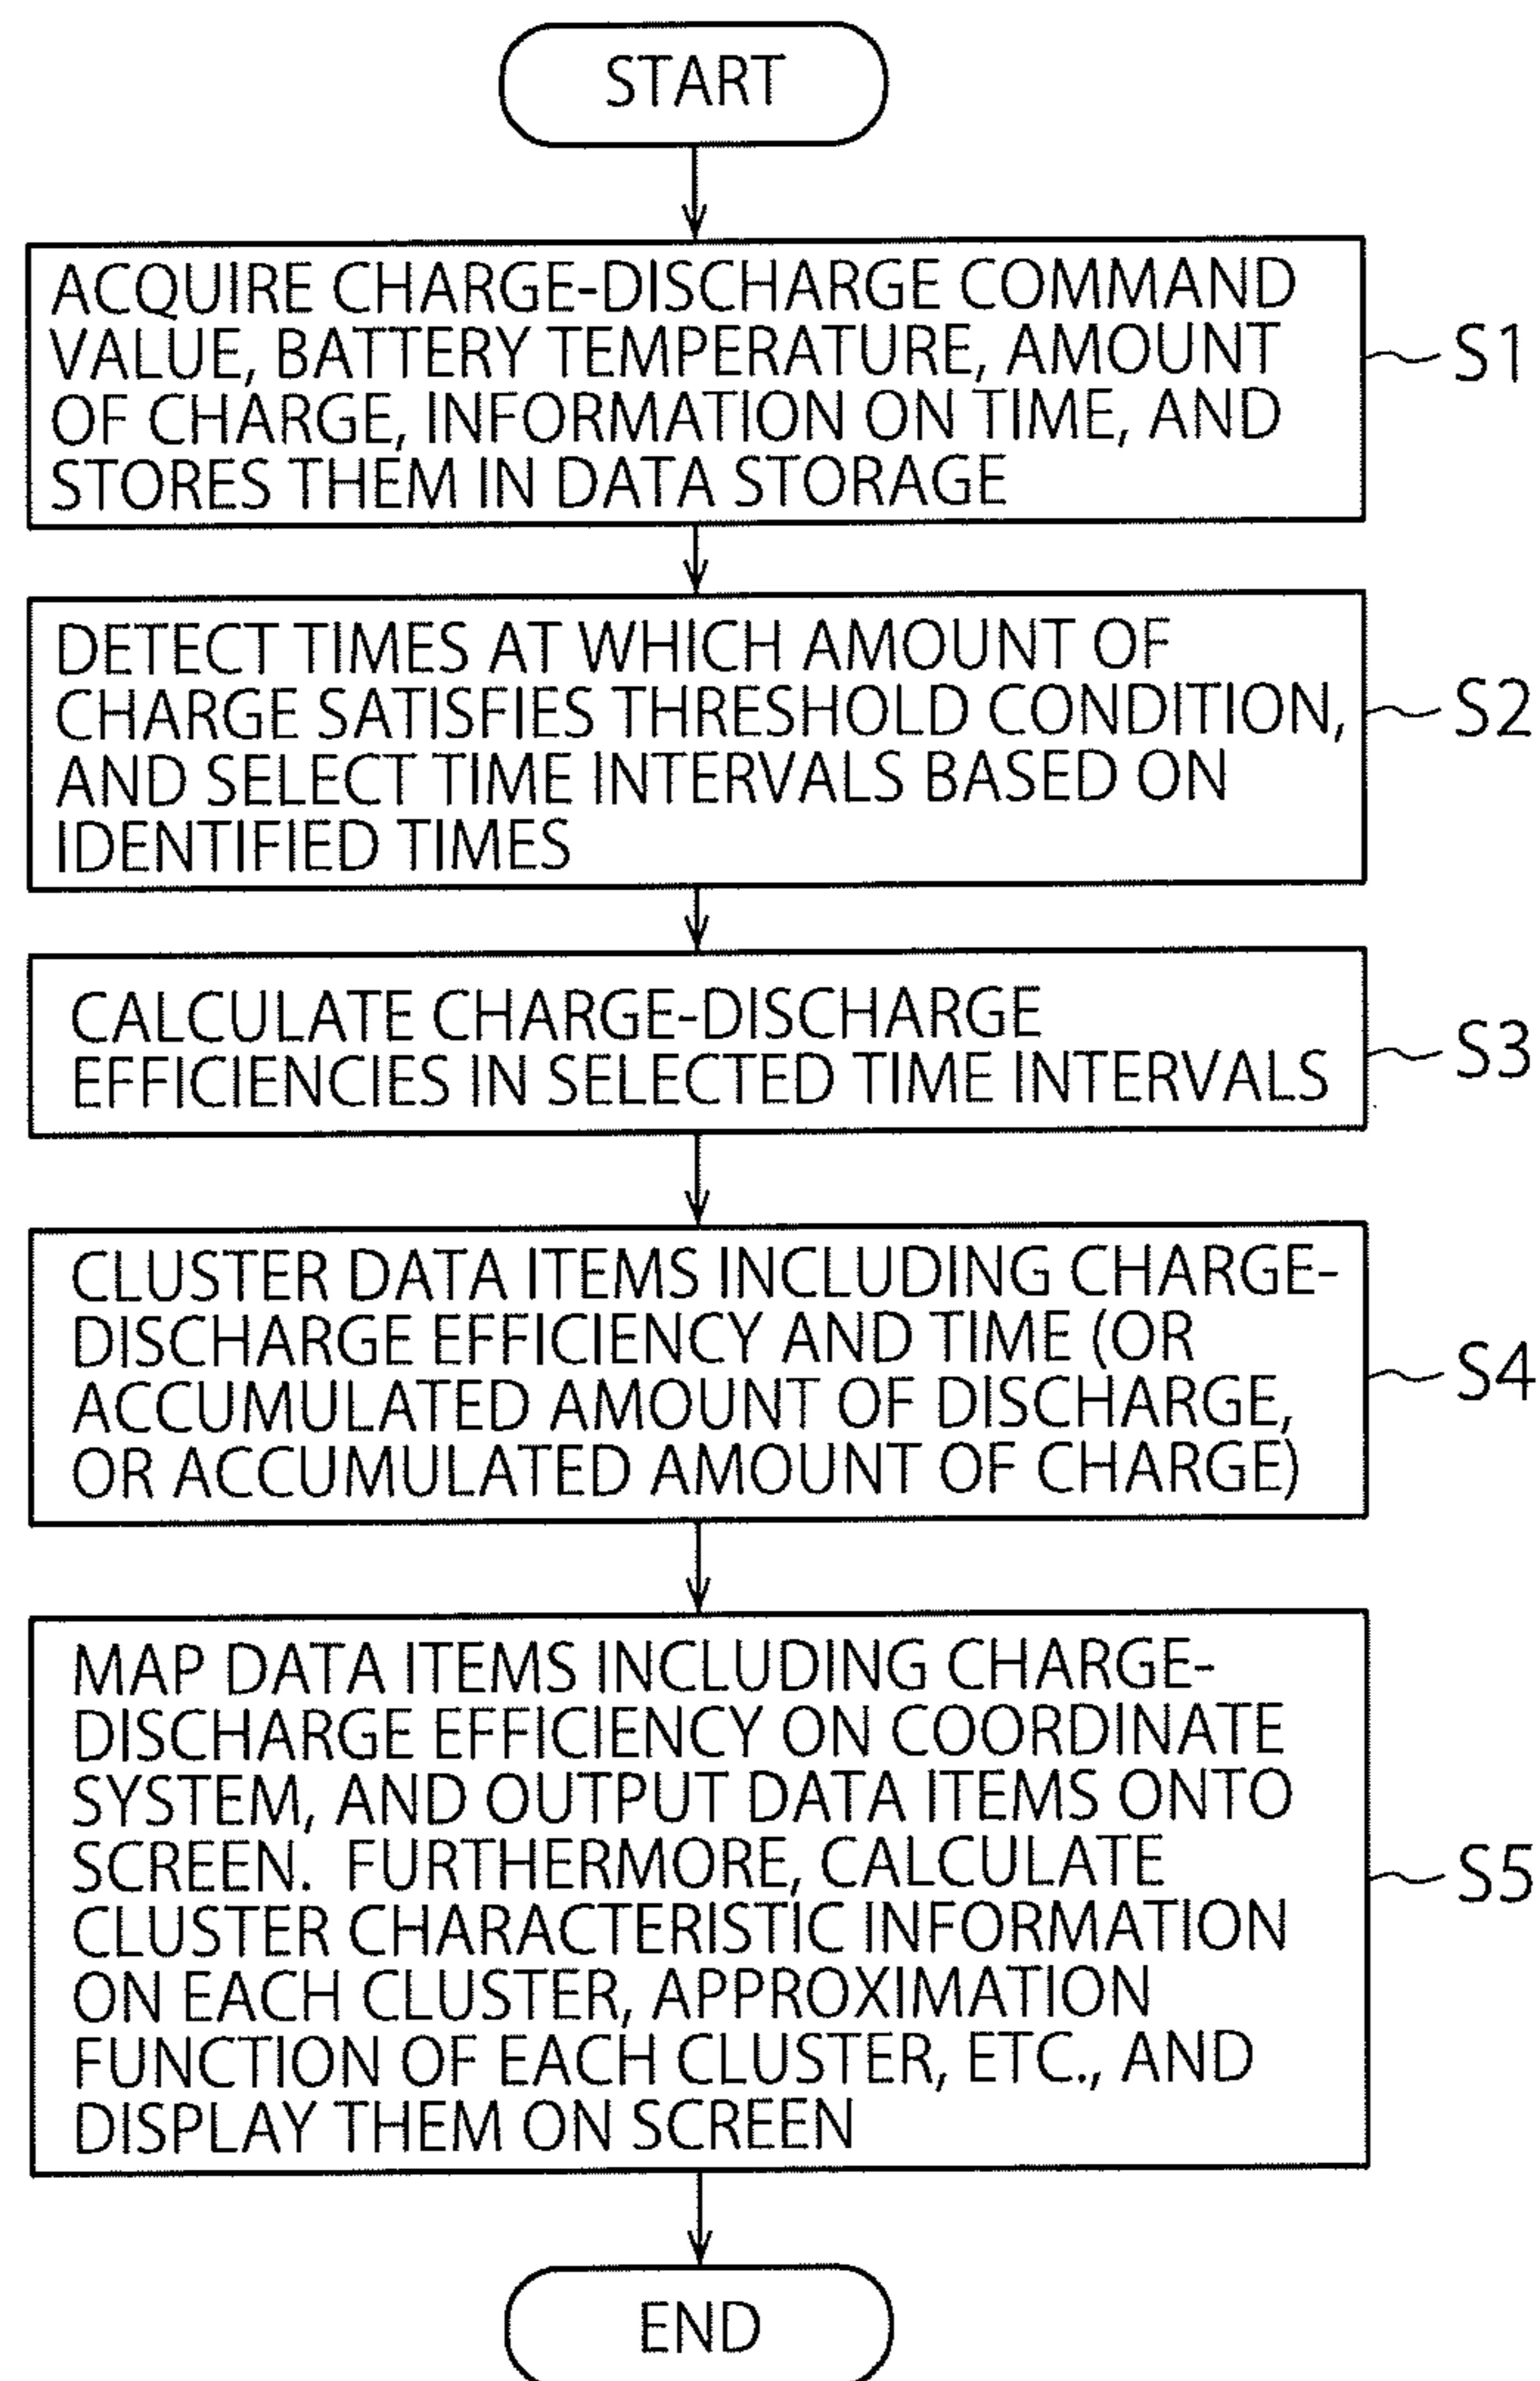 START
ACQUIRE CHARGE-DISCHARGE COMMAND
VALUE, BATTERY TEMPERATURE, AMOUNT
OF CHARGE, INFORMATION ON TIME, AND
STORES THEM IN DATA STORAGE
S1
DETECT TIMES AT WHICH AMOUNT OF
CHARGE SATISFIES THRESHOLD CONDITION,
AND SELECT TIME INTERVALS BASED ON
IDENTIFIED TIMES
S2
CALCULATE CHARGE-DISCHARGE
EFFICIENCIES IN SELECTED TIME INTERVALS
S3
CLUSTER DATA ITEMS INCLUDING CHARGE-
DISCHARGE EFFICIENCY AND TIME (OR
ACCUMULATED AMOUNT OF DISCHARGE,
OR ACCUMULATED AMOUNT OF CHARGE)
S4
MAP DATA ITEMS INCLUDING CHARGE-
DISCHARGE EFFICIENCY ON COORDINATE
SYSTEM, AND OUTPUT DATA ITEMS ONTO
SCREEN. FURTHERMORE, CALCULATE
CLUSTER CHARACTERISTIC INFORMATION
ON EACH CLUSTER, APPROXIMATION
FUNCTION OF EACH CLUSTER, ETC., AND
DISPLAY THEM ON SCREEN
S5
END